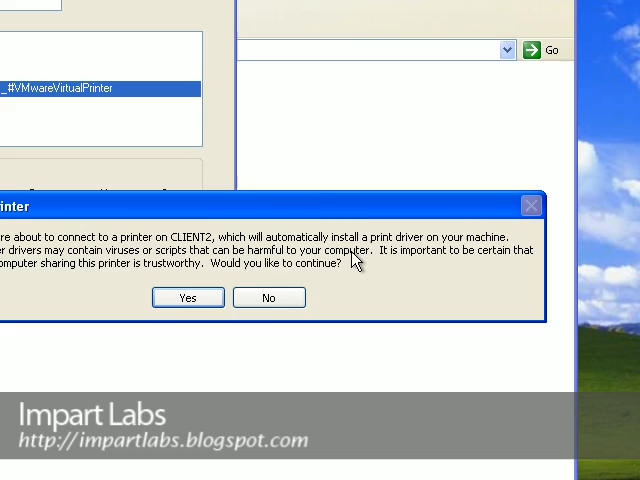 _#VMwareVirtualPrinter
Go
inter
re about to connect to a printer on CLIENT2, which will automatically install a print driver on your machine.
er drivers may contain viruses or scripts that can be harmful to your computer. It is important to be certain that
omputer sharing this printer is trustworthy. Would you like to continue?
Yes
No
Impart Labs
http://impartlabs.blogspot.com